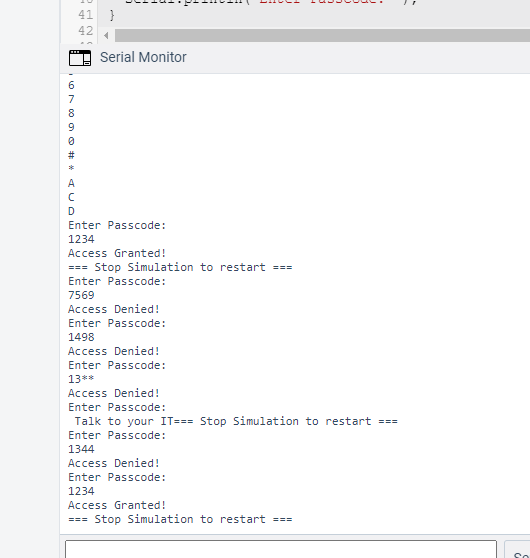 Serial.println("Enter Passcode: ");
41 }
42
Serial Monitor
6
7
8
9
0
#
*
A
C
D
Enter Passcode:
1234
Access Granted!
=== Stop Simulation to restart ===
Enter Passcode:
7569
Access Denied!
Enter Passcode:
1498
Access Denied!
Enter Passcode:
13**
Access Denied!
Enter Passcode:
Talk to your IT=== Stop Simulation to restart ===
Enter Passcode:
1344
Access Denied!
Enter Passcode:
1234
Access Granted!
=== Stop Simulation to restart ===